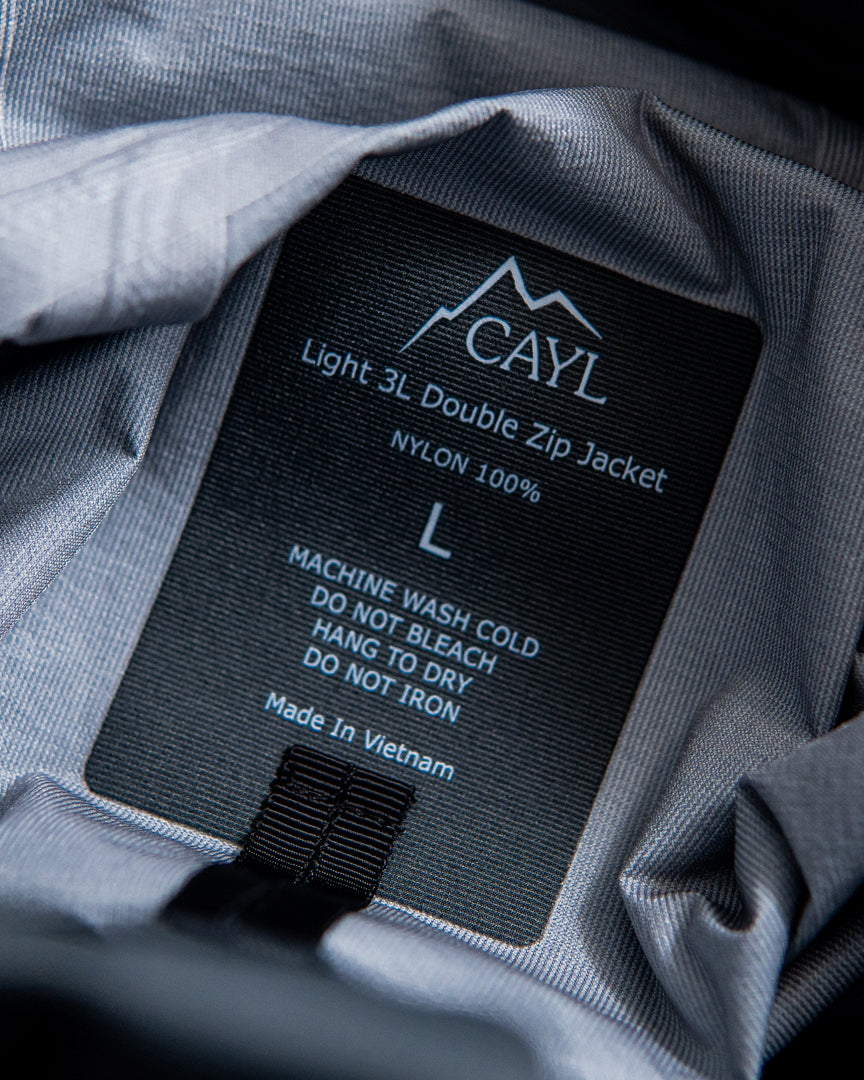 CAYL
Light 3L Double Zip Jacket
NYLON 100%
L
MACHINE WASH COLD
DO NOT BLEACH
HANG TO DRY
DO NOT IRON
Made In Vietnam